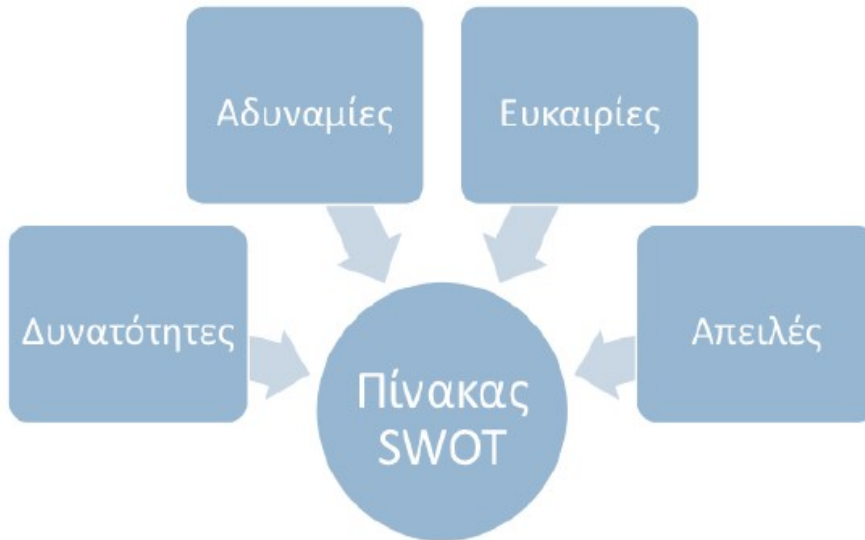 Αδυναμίες
Ευκαιρίες
Δυνατότητες
Απειλές
Πίνακας
SWOT